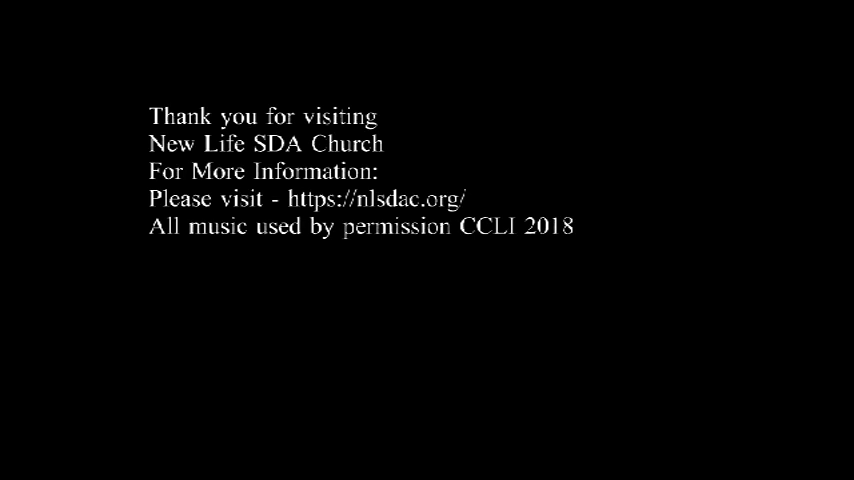 Thank you for visiting
New Life SDA Church
For More Information:
Please visit - https://nlsdac.org/
All music used by permission CCLI 2018